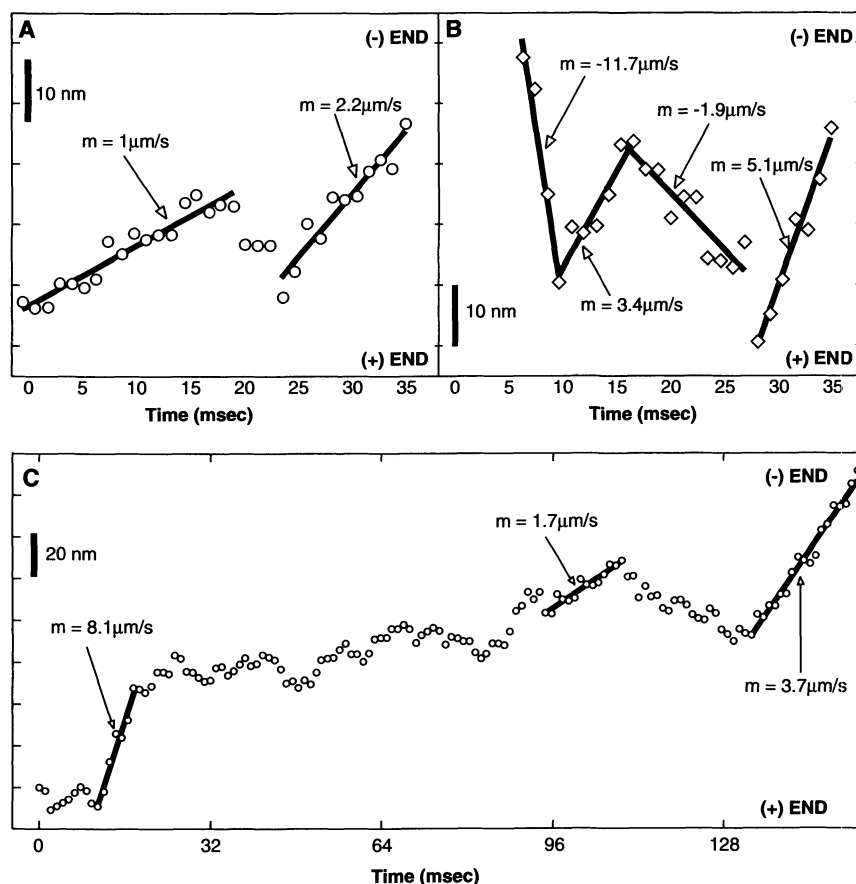 A
(-) END
10 nm
m = 2.2µm/s
m = 1µm/s
(+) END
0 5 10 15 20 25 30 35
Time (msec)
B
(-) END
m = -11.7µm/s
m = -1.9µm/s
m = 5.1µm/s
10 nm
m = 3.4µm/s
(+) END
0 5 10 15 20 25 30 35
Time (msec)
C
(-) END
m = 1.7µm/s
20 nm
m = 8.1µm/s
m = 3.7µm/s
(+) END
0 32 64 96 128
Time (msec)